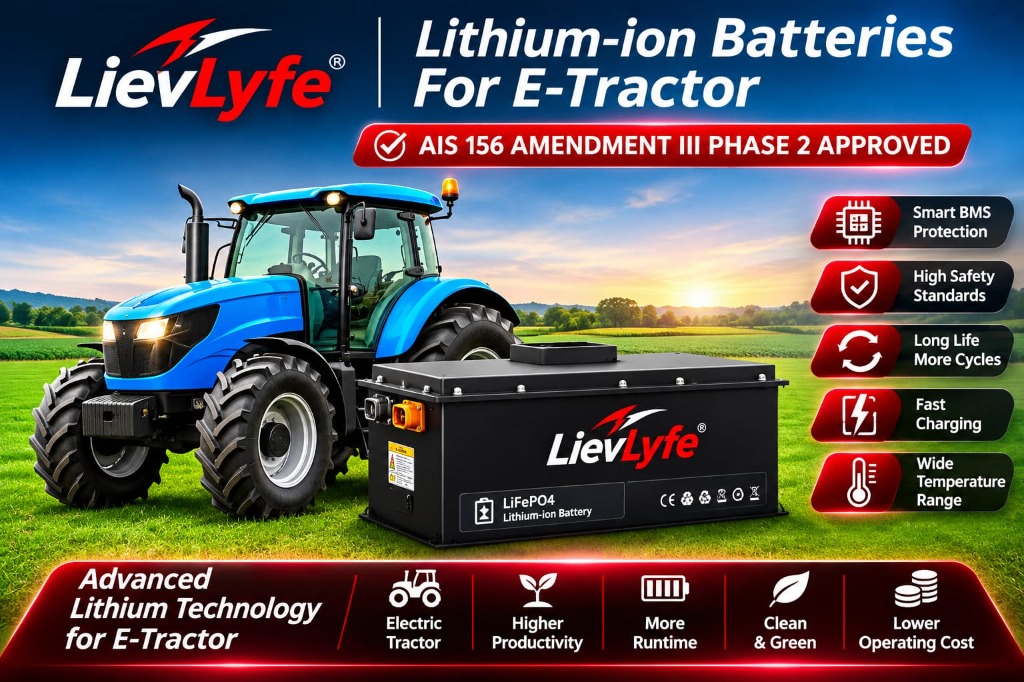 LievLyfe®
Lithium-ion Batteries
For E-Tractor
AIS 156 AMENDMENT III PHASE 2 APPROVED
Smart BMS
Protection
High Safety
Standards
Long Life
More Cycles
Fast
Charging
Wide
Temperature
Range
LievLyfe®
LiFePO4
Lithium-ion Battery
CE
Advanced
Lithium Technology
for E-Tractor
Electric
Tractor
Higher
Productivity
More
Runtime
Clean
& Green
Lower
Operating Cost